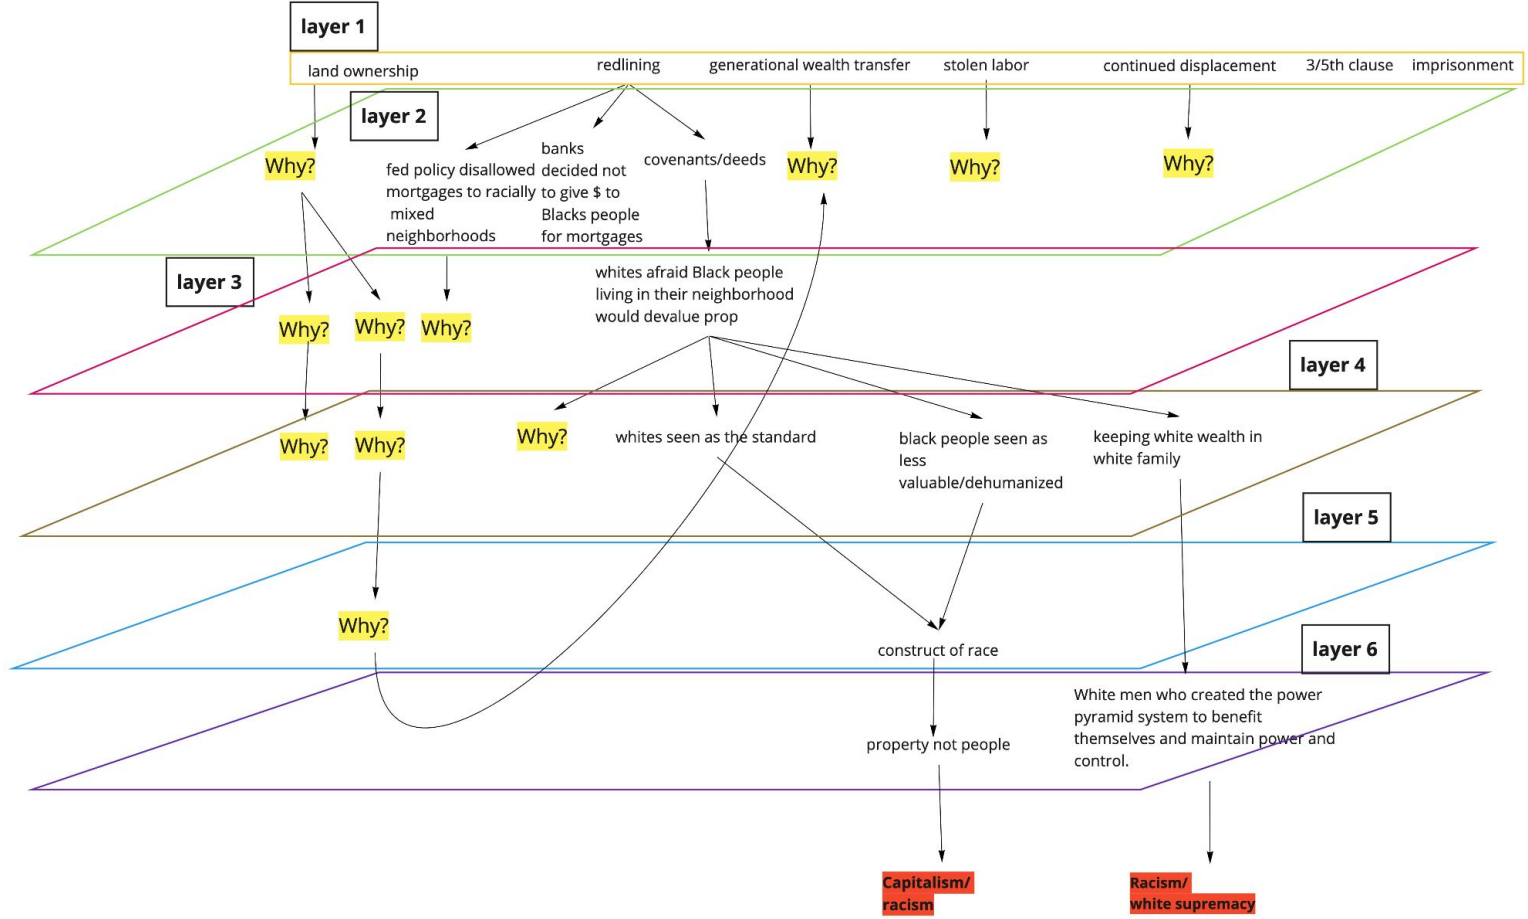 layer 1
land ownership
redlining
generational wealth transfer
stolen labor
continued displacement
3/5th clause
imprisonment
layer 2
Why?
fed policy disallowed
mortgages to racially
mixed
neighborhoods
banks
decided not
to give $ to
Blacks people
for mortgages
covenants/deeds
Why?
Why?
Why?
layer 3
Why?
Why?
Why?
whites afraid Black people
living in their neighborhood
would devalue prop
layer 4
Why?
Why?
Why?
whites seen as the standard
black people seen as
less
valuable/dehumanized
keeping white wealth in
white family
layer 5
Why?
construct of race
layer 6
property not people
White men who created the power
pyramid system to benefit
themselves and maintain power and
control.
Capitalism/
racism
Racism/
white supremacy